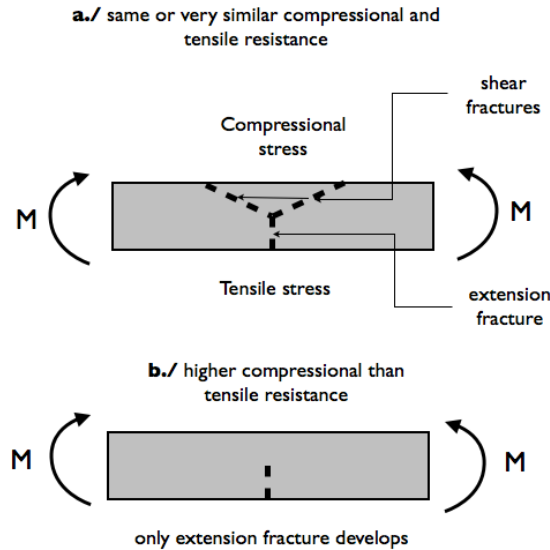 a./ same or very similar compressional and
tensile resistance
shear
fractures
Compressional
stress
M
M
Tensile stress
extension
fracture
b./ higher compressional than
tensile resistance
M
M
only extension fracture develops